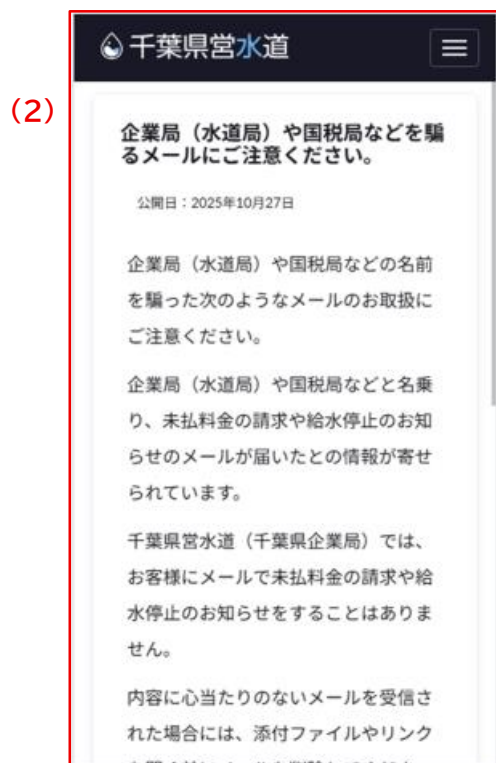 千葉県営水道
(2)
企業局（水道局）や国税局などを騙
るメールにご注意ください。
公開日：2025年10月27日
企業局（水道局）や国税局などの名前
を騙った次のようなメールのお取扱に
ご注意ください。
企業局（水道局）や国税局などと名乗
り、未払料金の請求や給水停止のお知
らせのメールが届いたとの情報が寄せ
られています。
千葉県営水道（千葉県企業局）では、
お客様にメールで未払料金の請求や給
水停止のお知らせをすることはありま
せん。
内容に心当たりのないメールを受信さ
れた場合には、添付ファイルやリンク